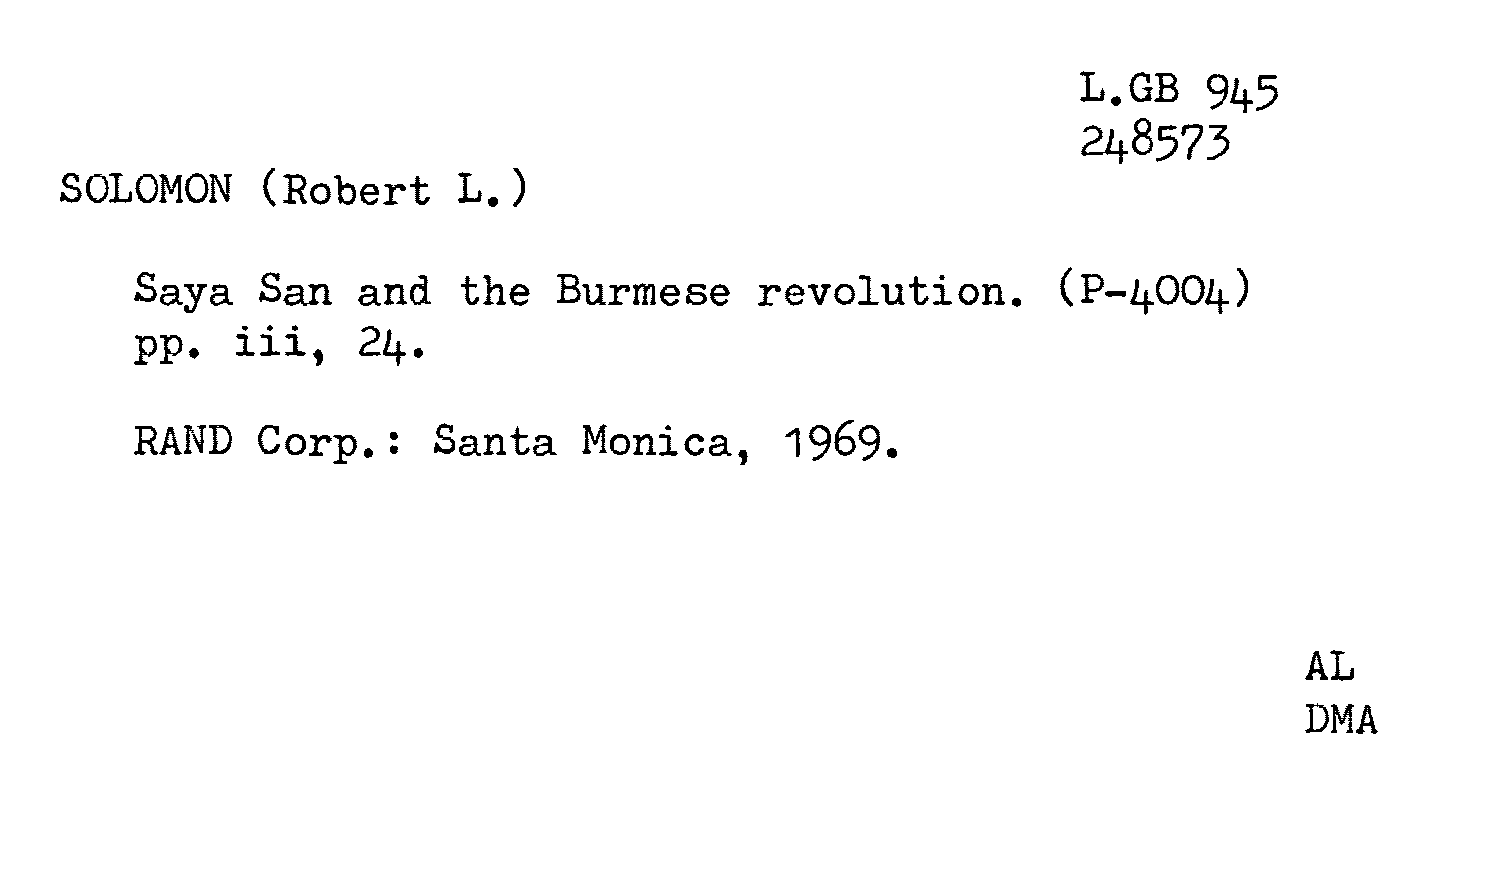 L.GB 945
248573
SOLOMON (Robert L.)
Saya San and the Burmese revolution. (P-4004)
pp. iii, 24.
RAND Corp.: Santa Monica, 1969.
AL
DMA